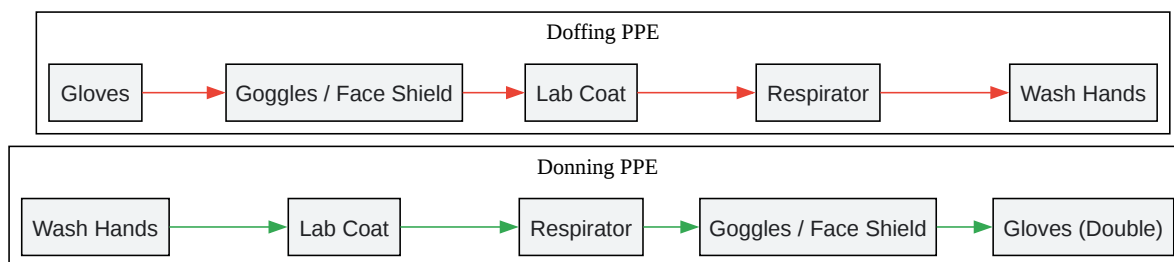 Doffing PPE
Gloves
Goggles / Face Shield
Lab Coat
Respirator
Wash Hands
Donning PPE
Wash Hands
Lab Coat
Respirator
Goggles / Face Shield
Gloves (Double)